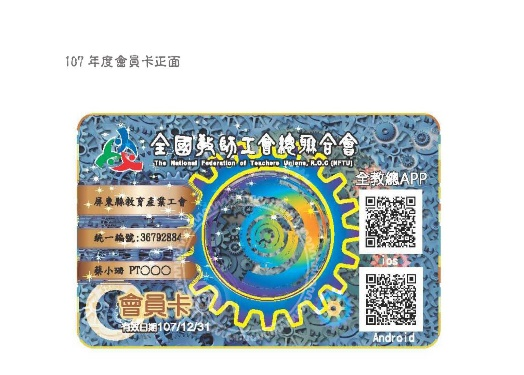 107 年度會員卡正面
全國教師工會總聯合會
The National Federation of Teachers Unions, R.O.C (NFTU)
全教總APP
屏東縣教育產業工會
統一編號:36792884
蔡小珊 PT○○○
ios
會員卡
有效日期107/12/31
Android